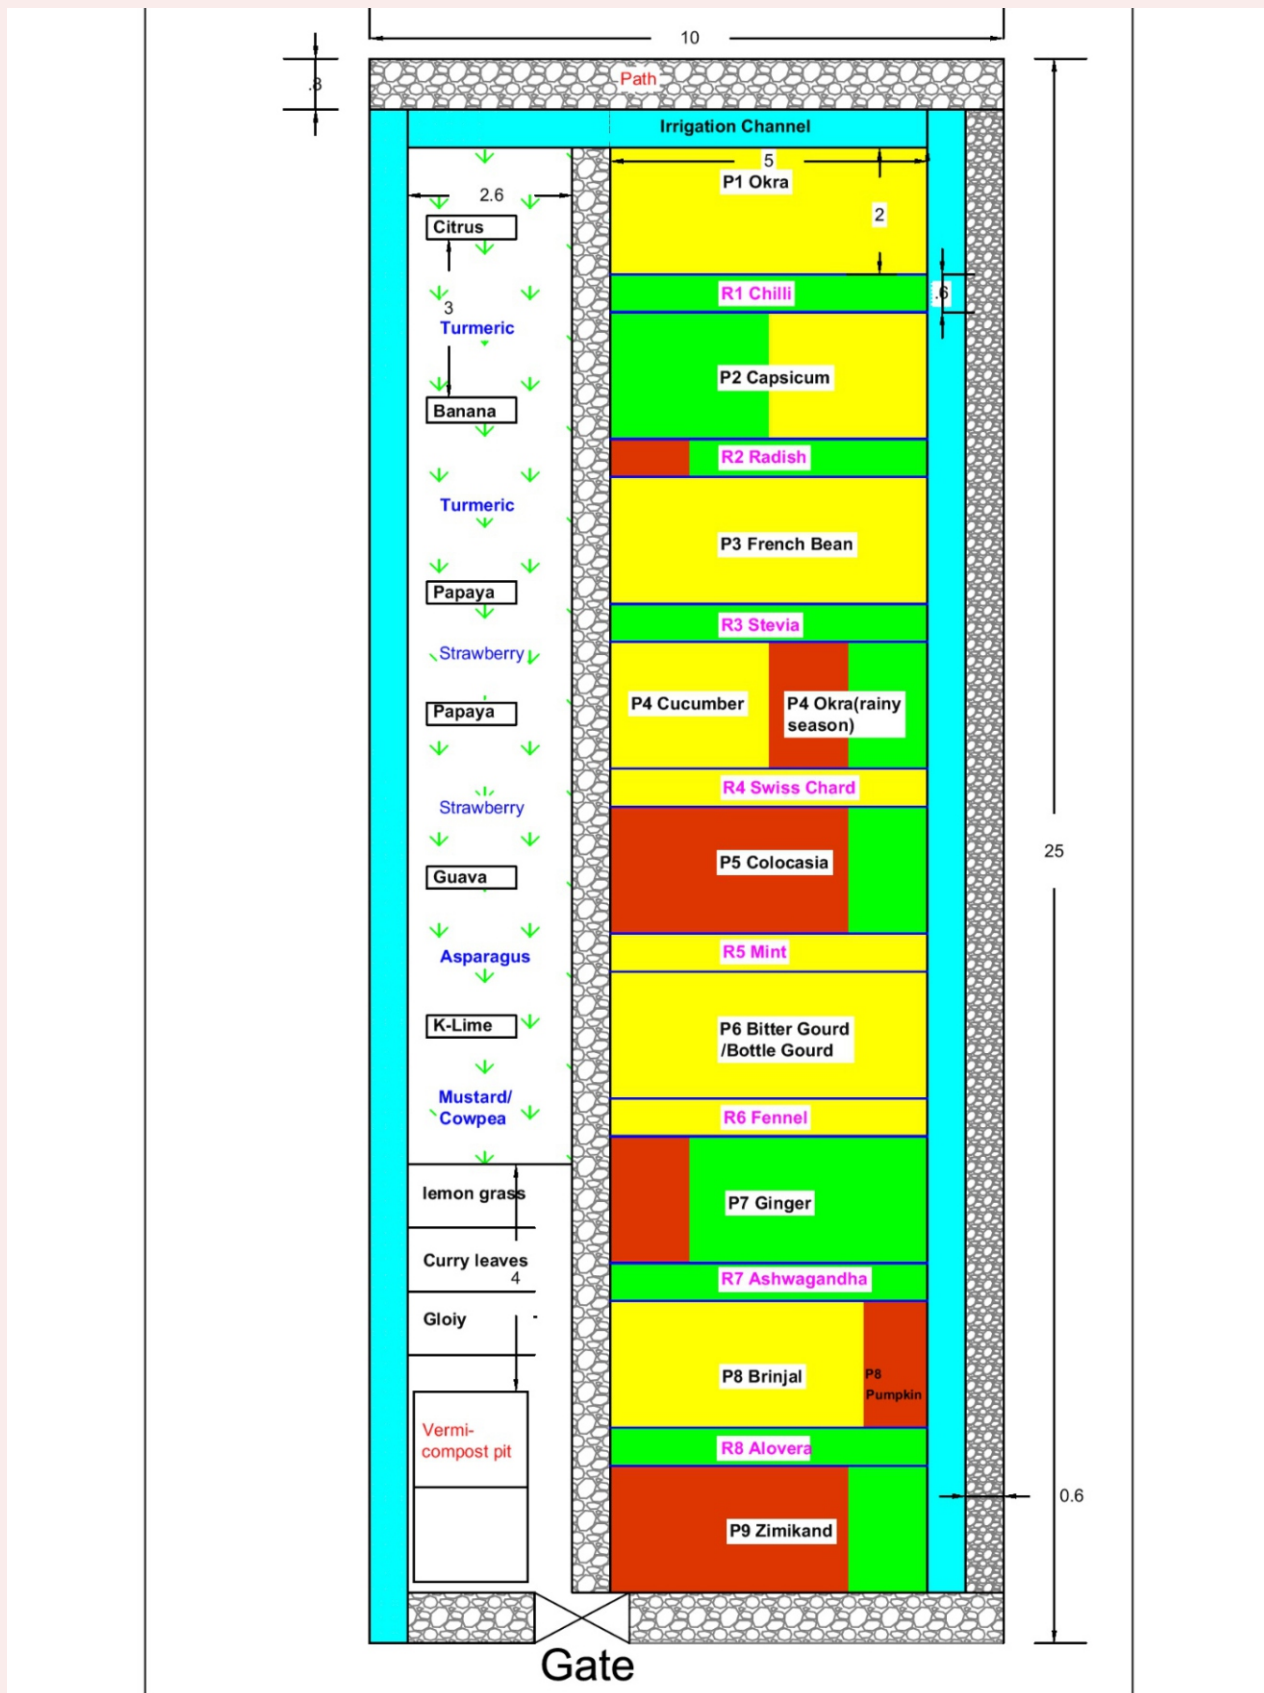 10
.8
Path
Irrigation Channel
5
P1 Okra
2.6
2
Citrus
R1 Chilli
.6
3
Turmeric
P2 Capsicum
Banana
R2 Radish
Turmeric
P3 French Bean
Papaya
R3 Stevia
Strawberry
P4 Cucumber
P4 Okra(rainy
season)
Papaya
R4 Swiss Chard
Strawberry
25
P5 Colocasia
Guava
R5 Mint
Asparagus
K-Lime
P6 Bitter Gourd
/Bottle Gourd
Mustard/
Cowpea
R6 Fennel
lemon grass
P7 Ginger
Curry leaves
4
R7 Ashwagandha
Gloiy
P8 Brinjal
P8
Pumpkin
Vermi-
compost pit
R8 Alovera
0.6
P9 Zimikand
Gate